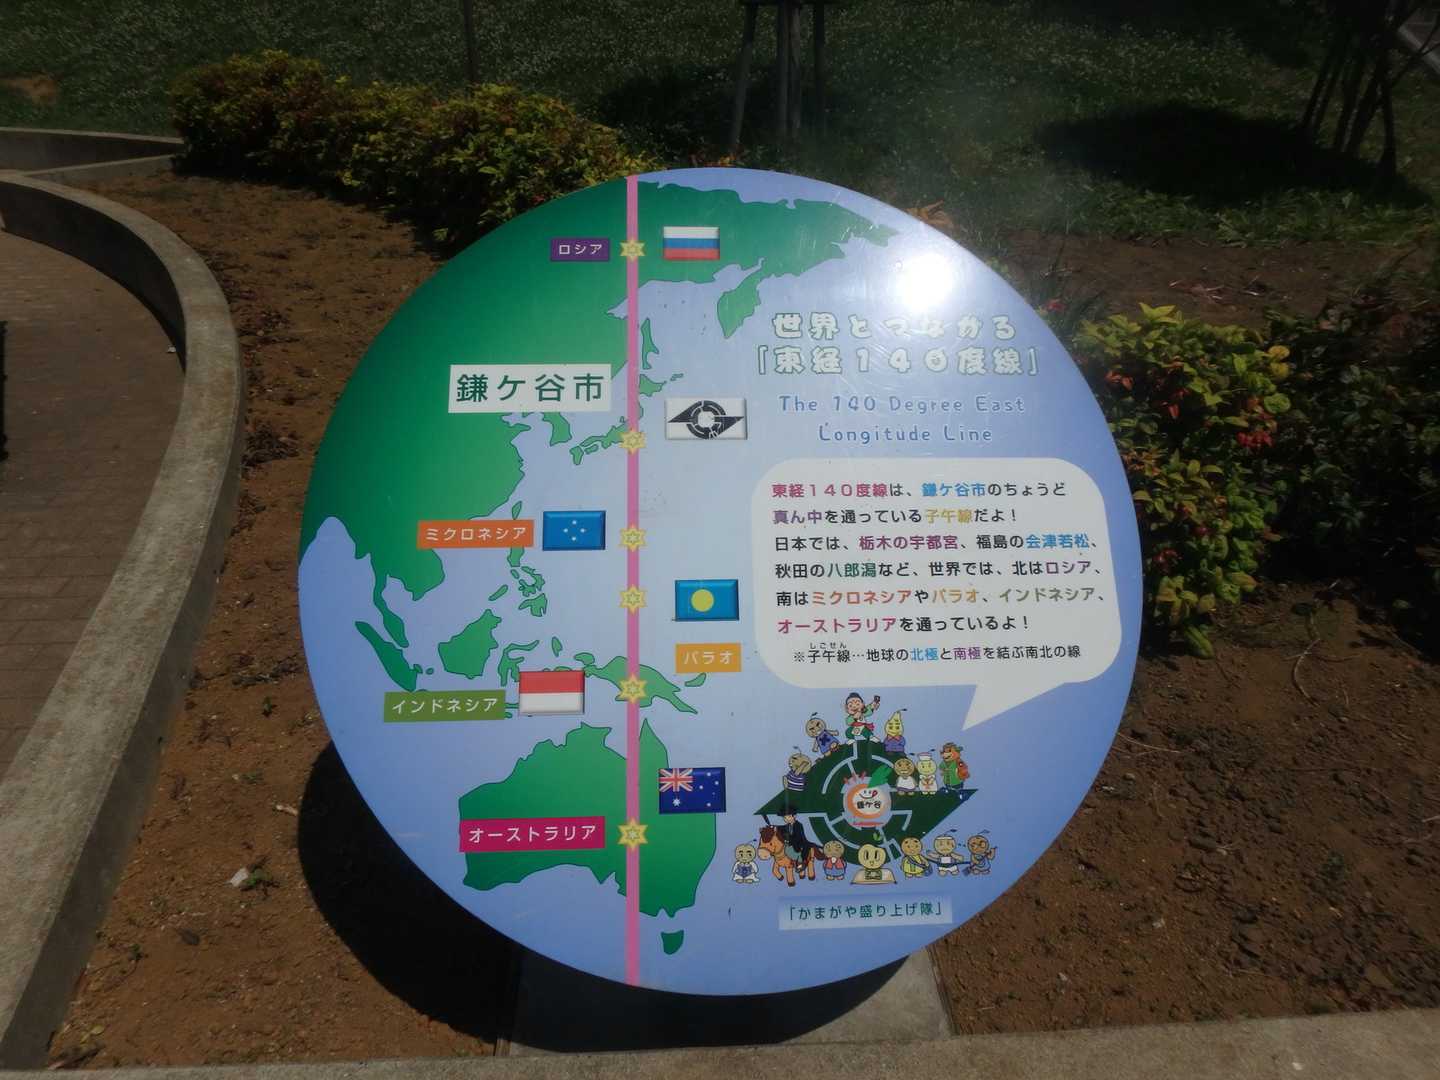 ロシア
世界とつながる
「東経140度線」
The 140 Degree East
Longitude Line
鎌ケ谷市
東経140度線は、鎌ケ谷市のちょうど
真ん中を通っている子午線だよ！
日本では、栃木の宇都宮、福島の会津若松、
秋田の八郎潟など、世界では、北はロシア、
南はミクロネシアやパラオ、インドネシア、
オーストラリアを通っているよ！
しごせん
※子午線…地球の北極と南極を結ぶ南北の線
ミクロネシア
パラオ
インドネシア
オーストラリア
鎌ケ谷
「かまがや盛り上げ隊」